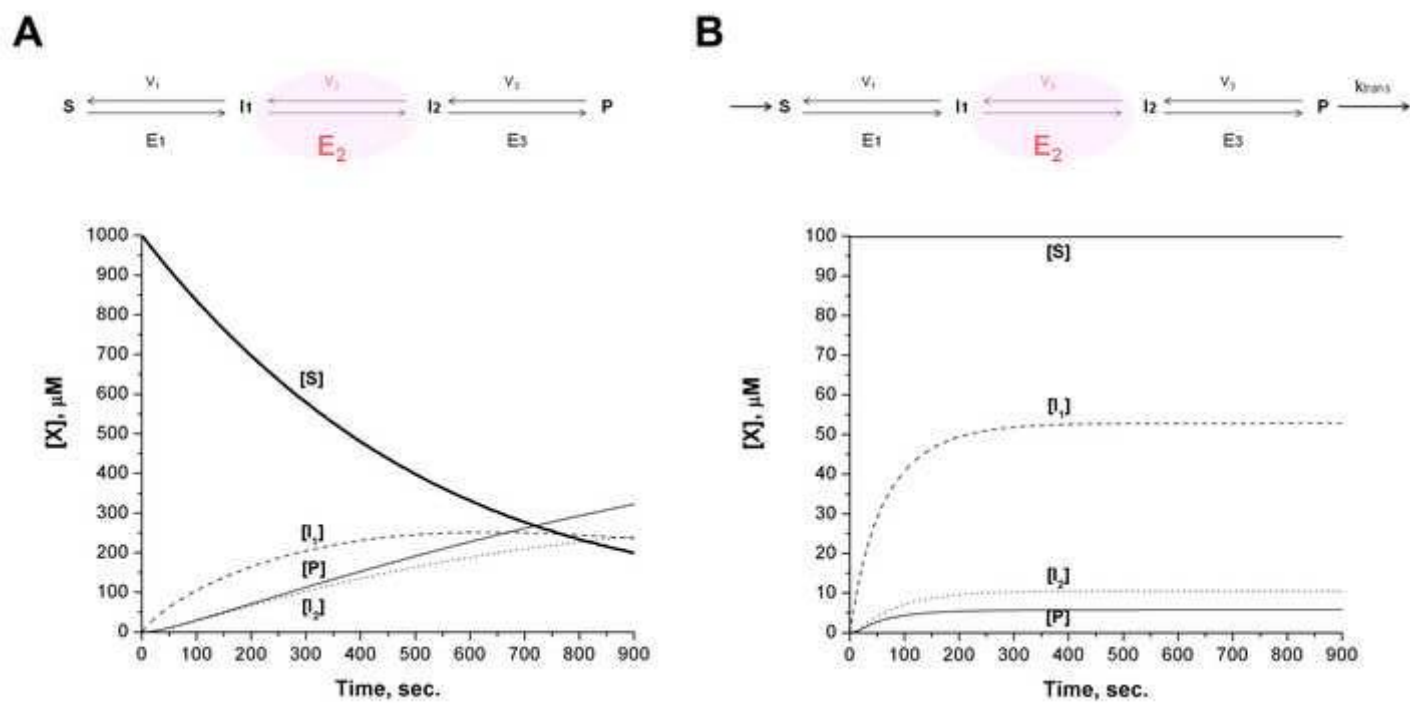 A
B
V₁ V₂ V₃
S I₁ I₂ P
E₁ E₂ E₃
V₁ V₂ V₃ ktrans
S I₁ I₂ P
E₁ E₂ E₃
1000
900
800
700
600
500
400
300
200
100
0
[X], μM
[S]
[I₁]
[P]
[I₂]
0 100 200 300 400 500 600 700 800 900
Time, sec.
100
90
80
70
60
50
40
30
20
10
0
[X], μM
[S]
[I₁]
[I₂]
[P]
0 100 200 300 400 500 600 700 800 900
Time, sec.